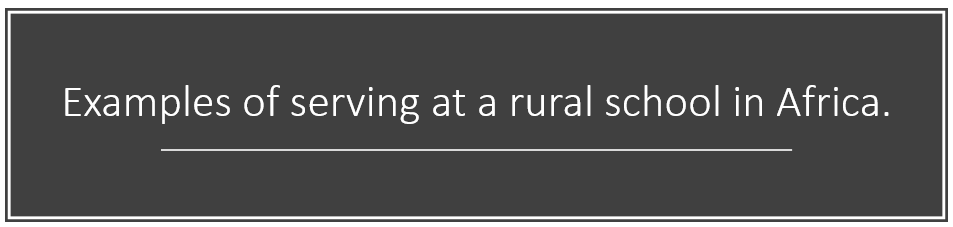 Examples of serving at a rural school in Africa.